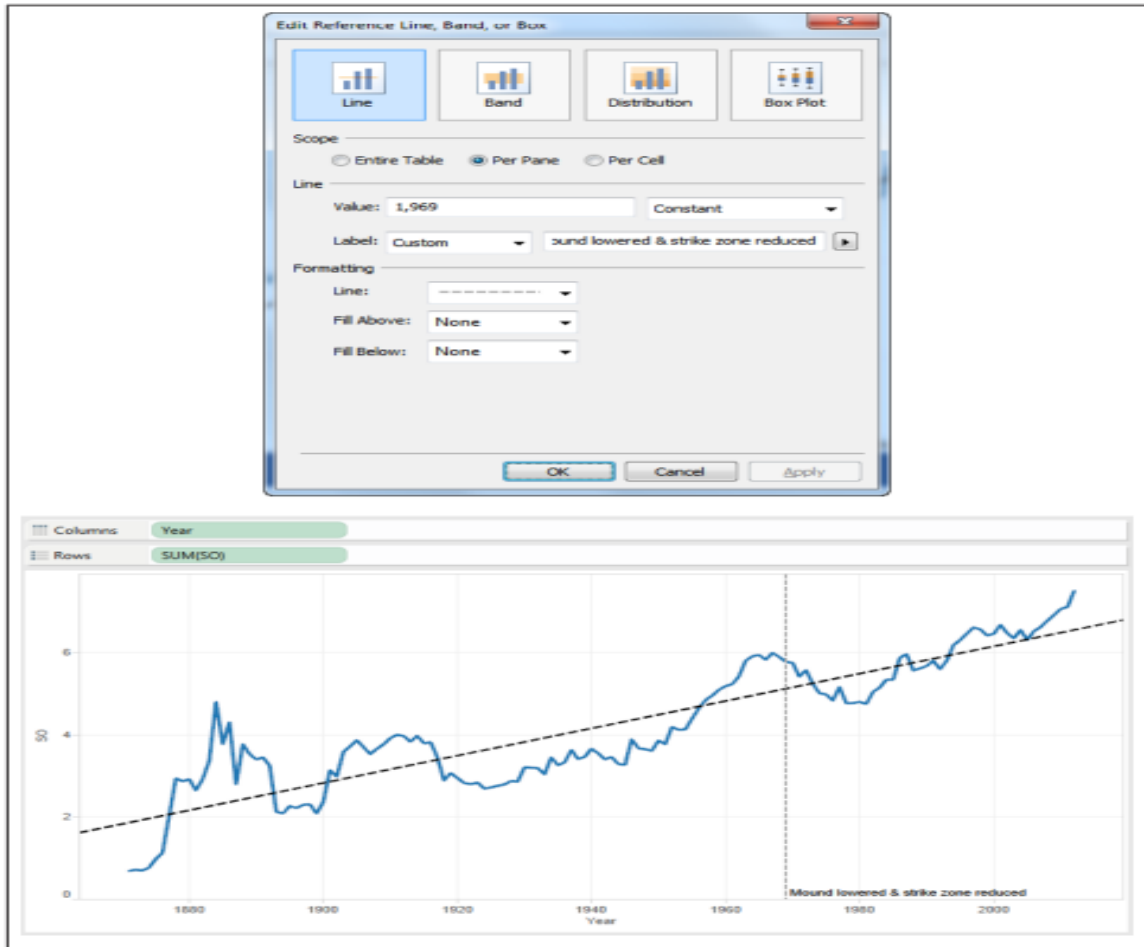 Edit Reference Line, Band, or Box
Line
Band
Distribution
Box Plot
Scope
Entire Table
Per Pane
Per Cell
Line
Value: 1,969
Constant
Label: Custom
ound lowered & strike zone reduced
Formatting
Line:
Fill Above: None
Fill Below: None
OK
Cancel
Apply
Columns
Year
Rows
SUM(SO)
SO
6
4
2
0
Mound lowered & strike zone reduced
1880
1900
1920
1940
1960
1980
2000
Year